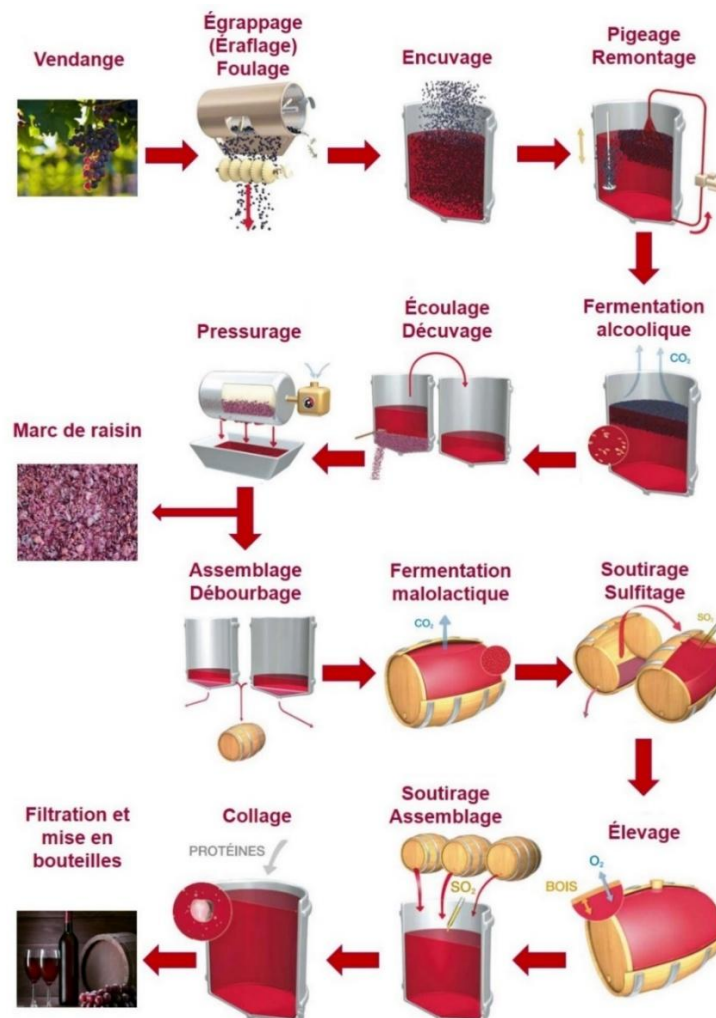 Vendange
Égrappage
(Éraflage)
Foulage
Encuvage
Pigeage
Remontage
Fermentation
alcoolique
CO₂
Écoulage
Décuvage
Pressurage
Marc de raisin
Assemblage
Débourbage
Fermentation
malolactique
CO₂
Soutirage
Sulfitage
SO₂
Élevage
O₂
BOIS
Soutirage
Assemblage
SO₂
Collage
PROTÉINES
Filtration et
mise en
bouteilles